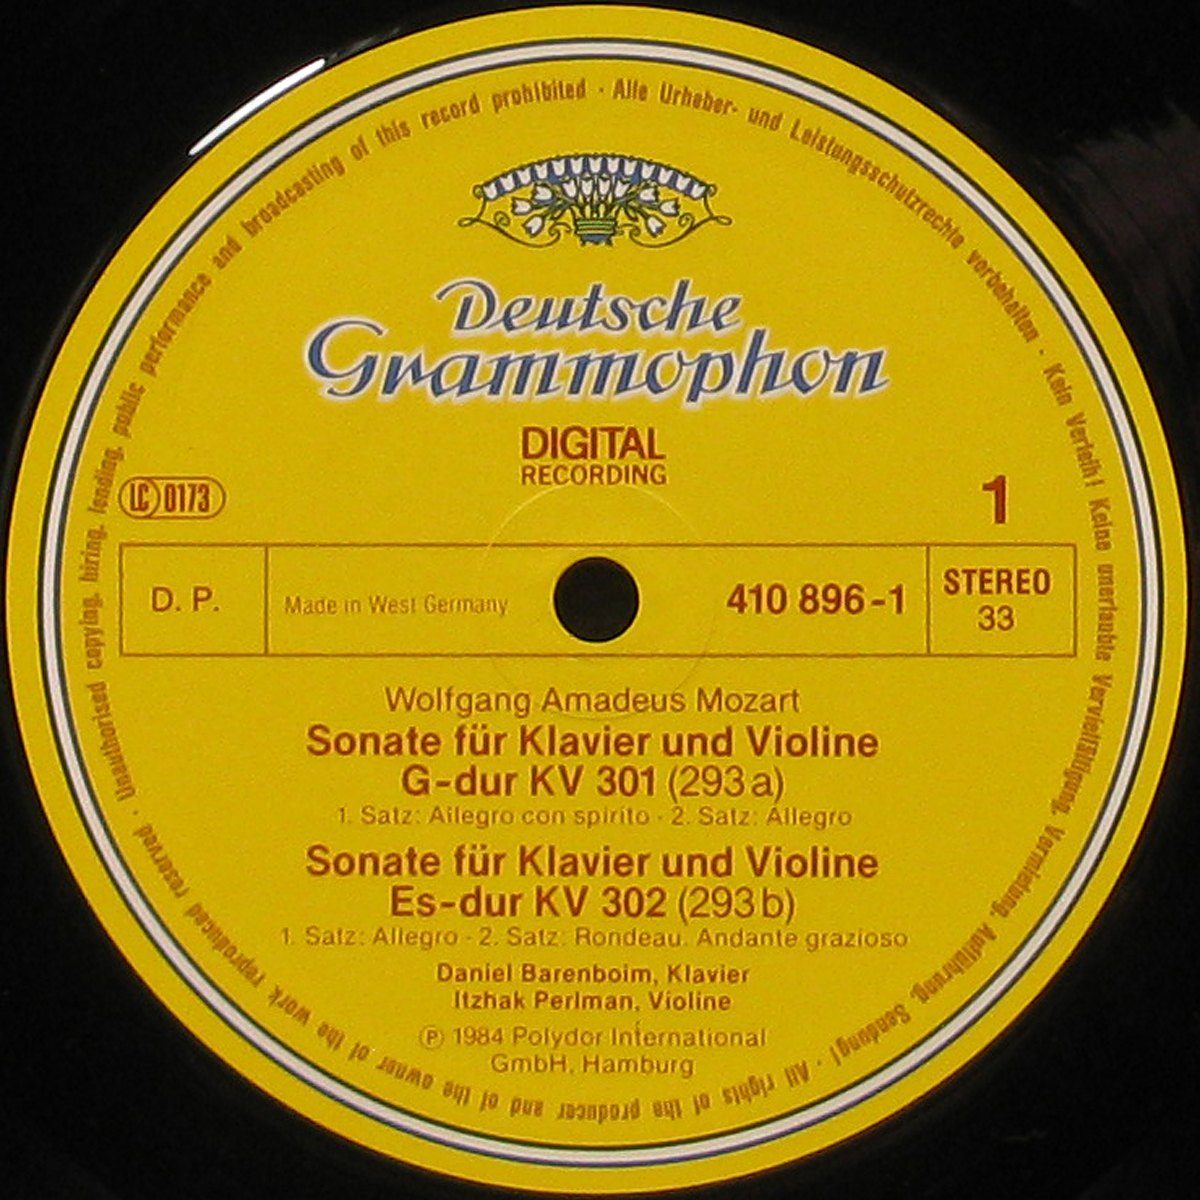 Deutsche
Grammophon
DIGITAL
RECORDING
LC 0173
1
D. P.
Made in West Germany
410 896-1
STEREO
33
Wolfgang Amadeus Mozart
Sonate für Klavier und Violine
G-dur KV 301 (293a)
1. Satz: Allegro con spirito · 2. Satz: Allegro
Sonate für Klavier und Violine
Es-dur KV 302 (293b)
1. Satz: Allegro · 2. Satz: Rondeau. Andante grazioso
Daniel Barenboim, Klavier
Itzhak Perlman, Violine
℗ 1984 Polydor International
GmbH, Hamburg
Alle Urheber- und Leistungsschutzrechte vorbehalten · Kein Verleih! Keine unerlaubte Vervielfältigung, Vermietung, Aufführung, Sendung! · All rights of the producer and of the owner of the work reproduced reserved · Unauthorised copying, hiring, lending, public performance and broadcasting of this record prohibited ·